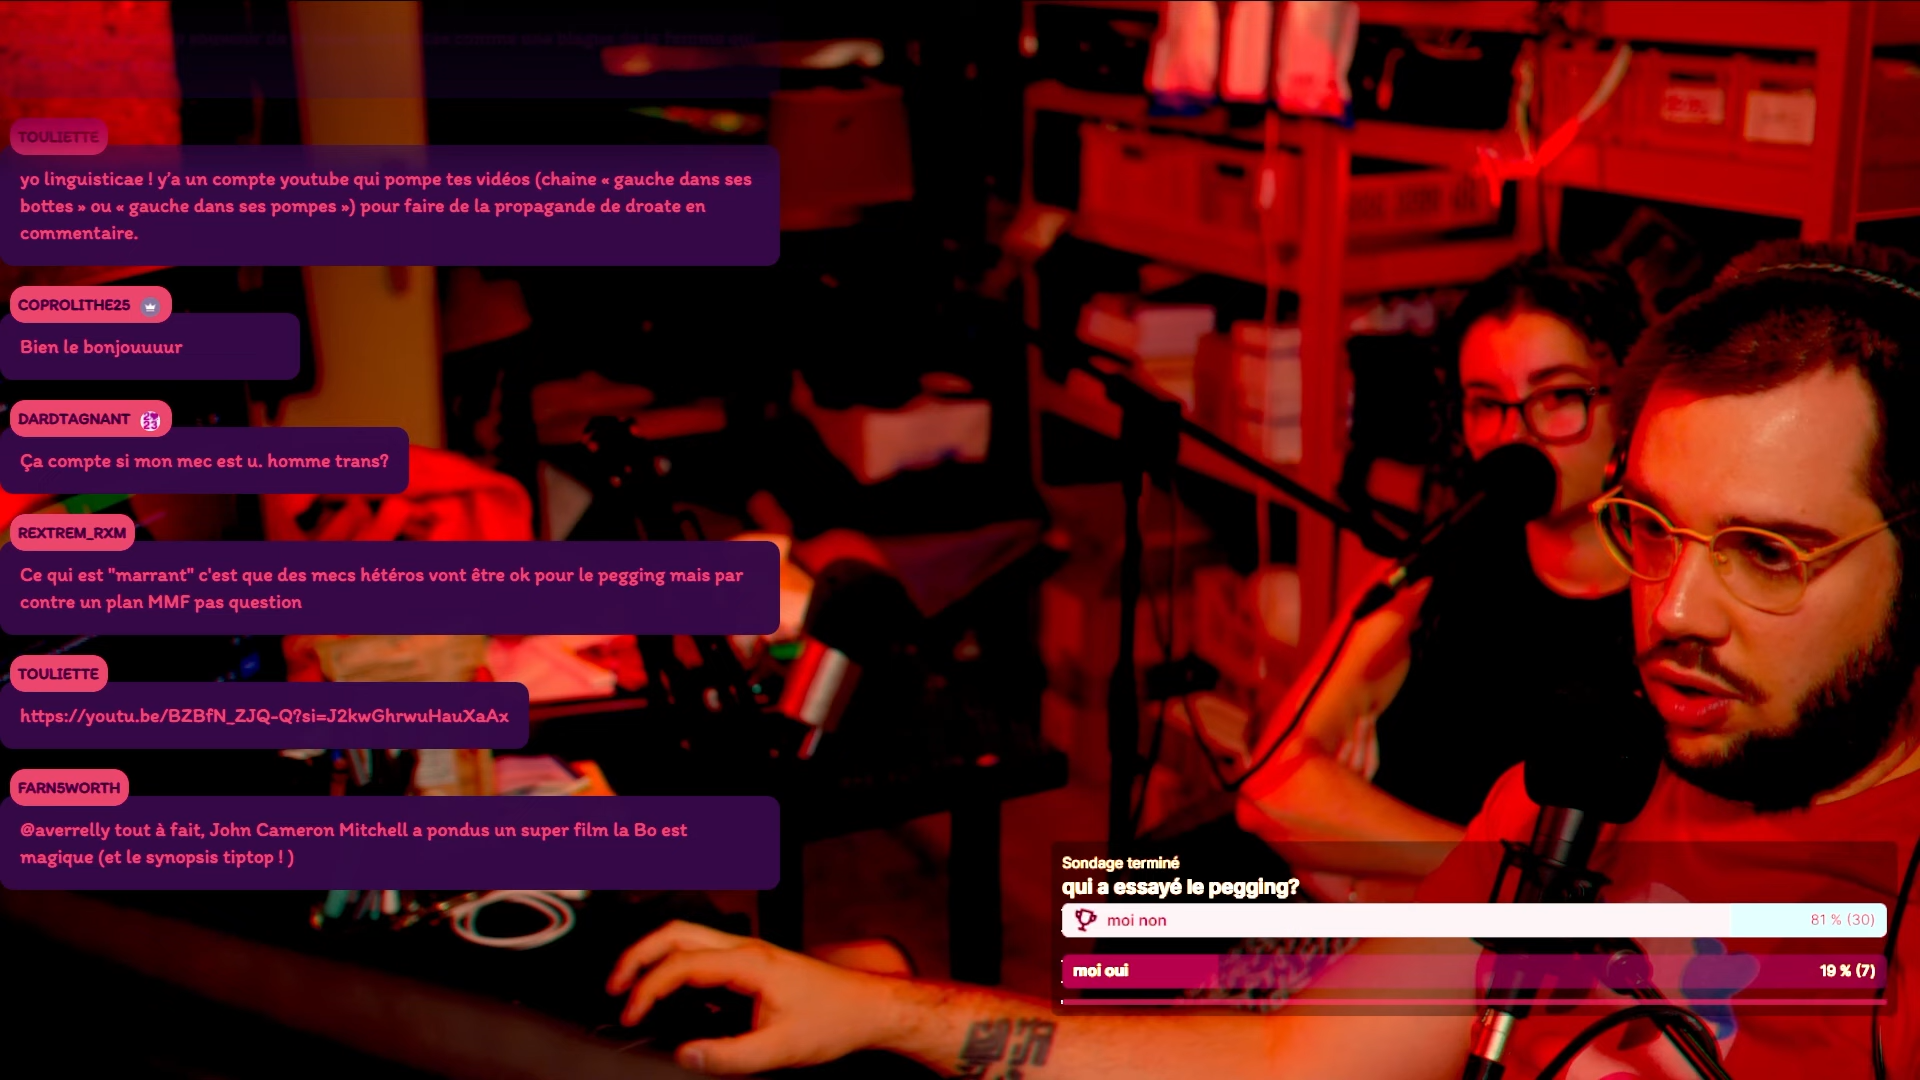 TOULIETTE
yo linguisticae ! y'a un compte youtube qui pompe tes vidéos (chaine « gauche dans ses
bottes » ou « gauche dans ses pompes ») pour faire de la propagande de droate en
commentaire.
COPROLITHE25
Bien le bonjouuuur
DARDTAGNANT
Ça compte si mon mec est u. homme trans?
REXTREM_RXM
Ce qui est "marrant" c'est que des mecs hétéros vont être ok pour le pegging mais par
contre un plan MMF pas question
TOULIETTE
https://youtu.be/BZBfN_ZJQ-Q?si=J2kwGhrwuHauXaAx
FARN5WORTH
@averrelly tout à fait, John Cameron Mitchell a pondus un super film la Bo est
magique (et le synopsis tiptop ! )
Sondage terminé
qui a essayé le pegging?
moi non 81 % (30)
moi oui 19 % (7)